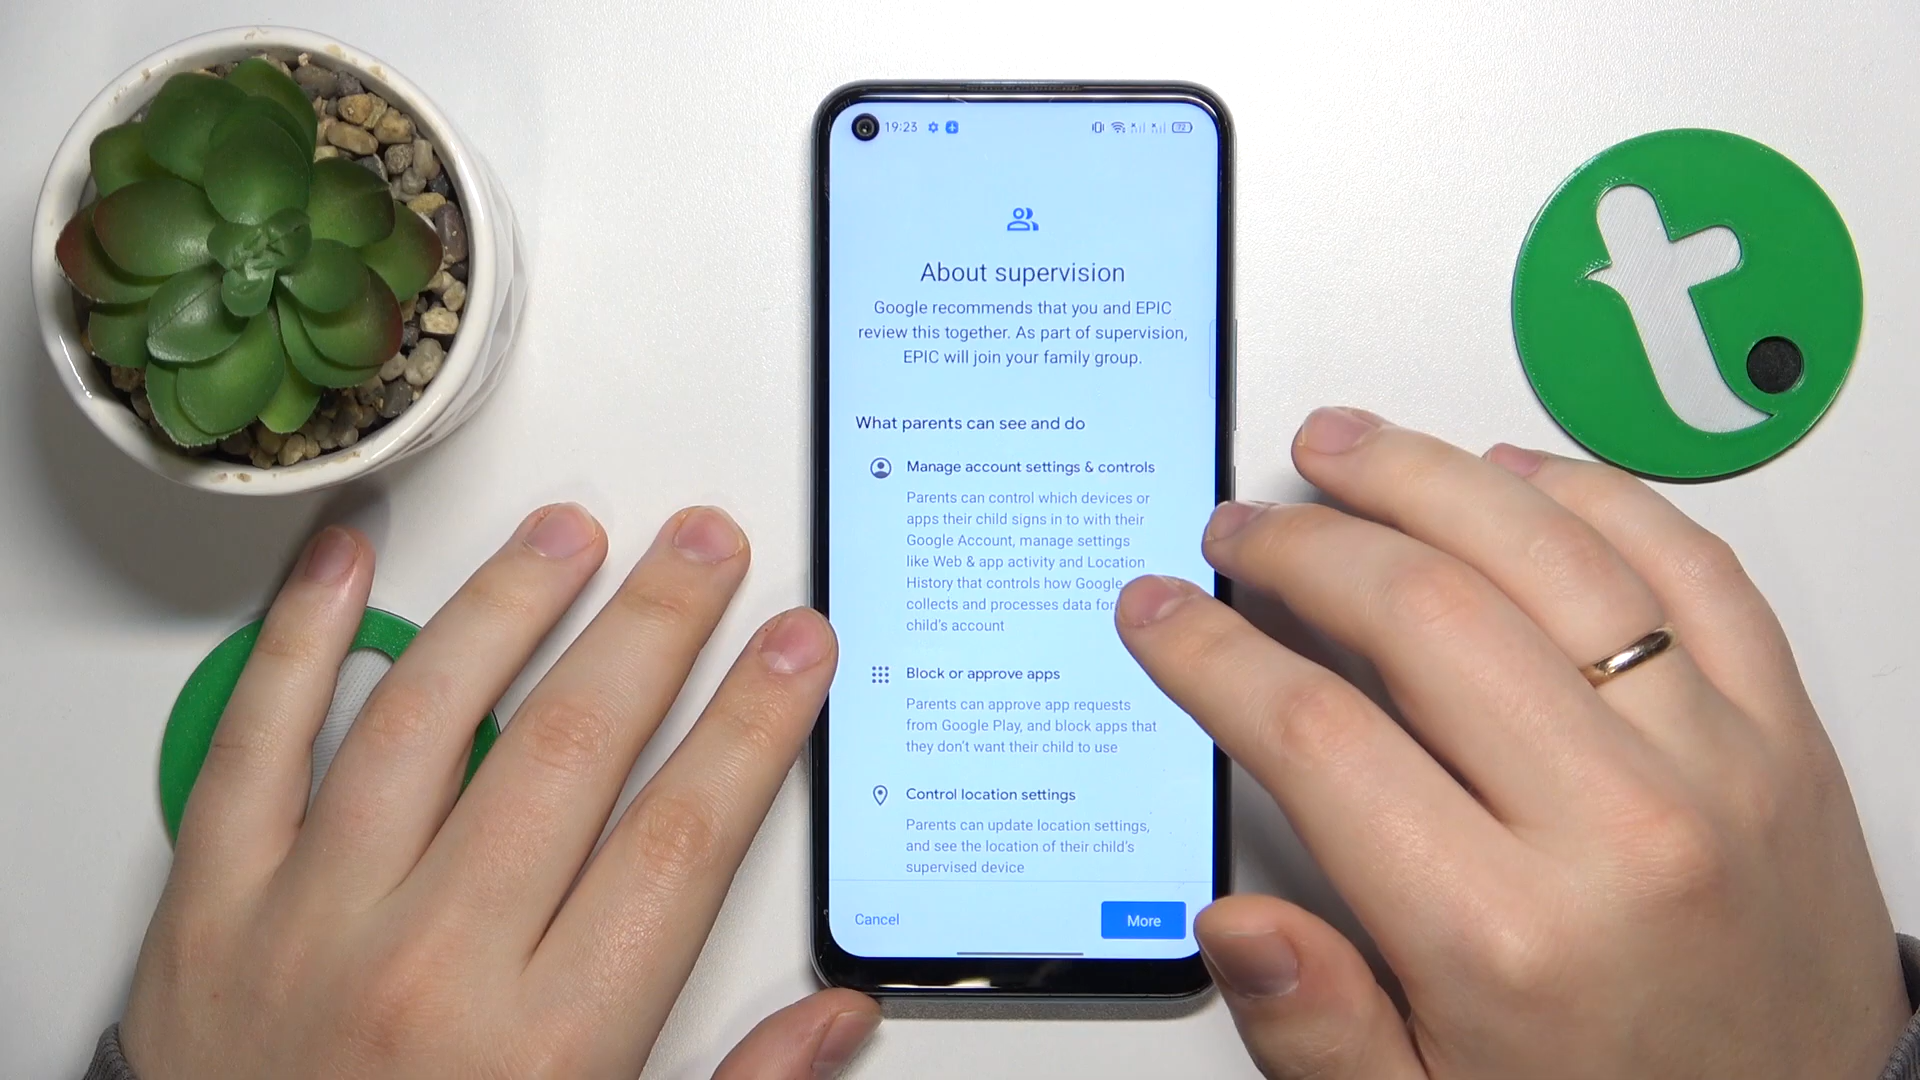 19:23
72
About supervision
Google recommends that you and EPIC
review this together. As part of supervision,
EPIC will join your family group.
What parents can see and do
Manage account settings & controls
Parents can control which devices or
apps their child signs in to with their
Google Account, manage settings
like Web & app activity and Location
History that controls how Google
collects and processes data for
child's account
Block or approve apps
Parents can approve app requests
from Google Play, and block apps that
they don't want their child to use
Control location settings
Parents can update location settings,
and see the location of their child's
supervised device
Cancel
More
t